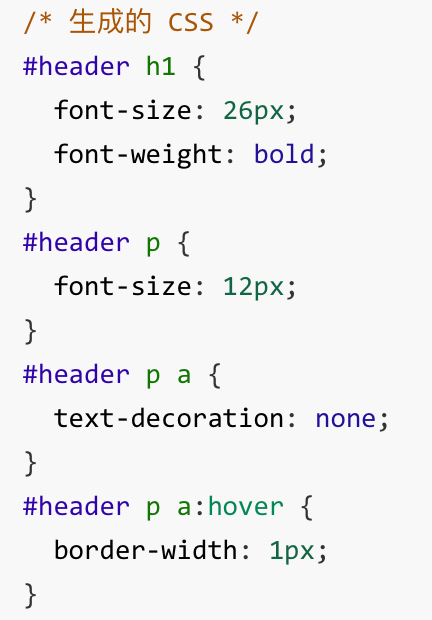 /* 生成的 CSS */
#header h1 {
  font-size: 26px;
  font-weight: bold;
}
#header p {
  font-size: 12px;
}
#header p a {
  text-decoration: none;
}
#header p a:hover {
  border-width: 1px;
}